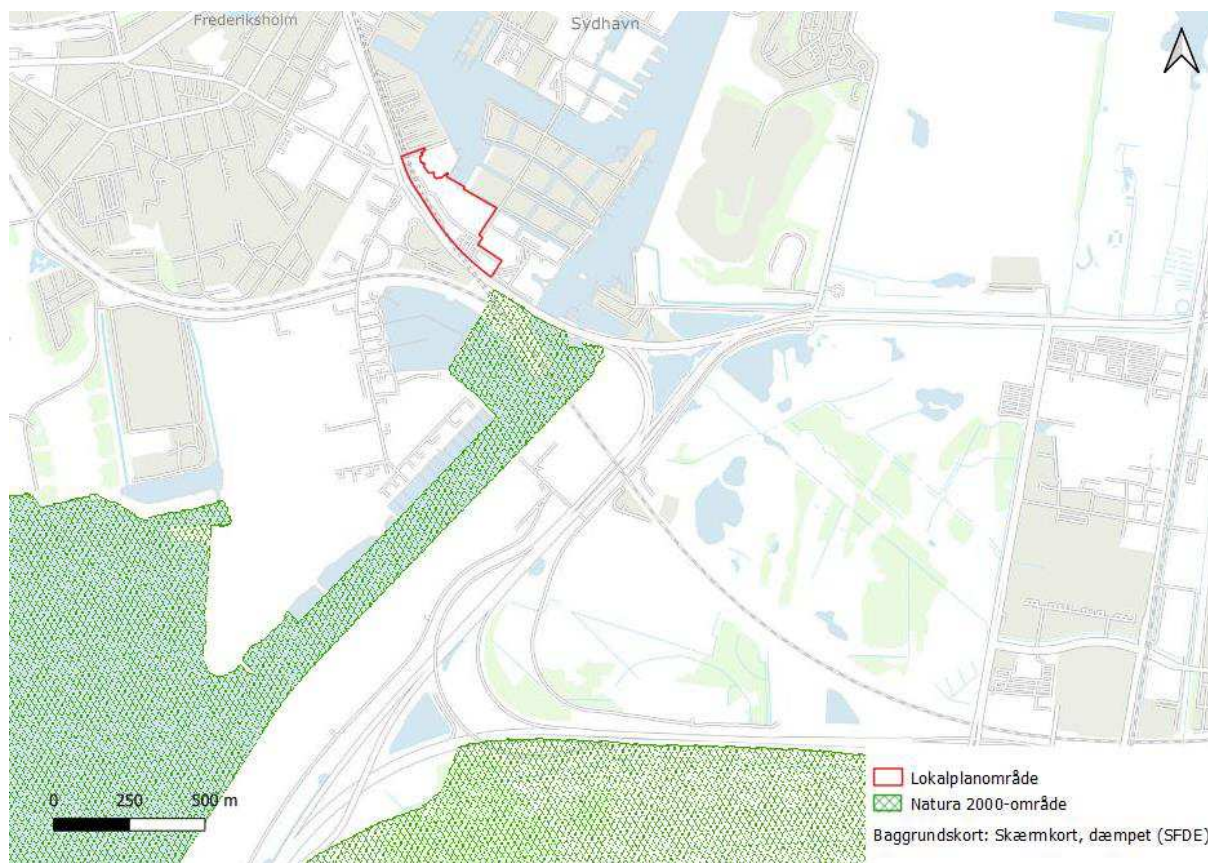 Frederiksholm
Sydhavn
0 250 500 m
Lokalplanområde
Natura 2000-område
Baggrundskort: Skærmkort, dæmpet (SFDE)